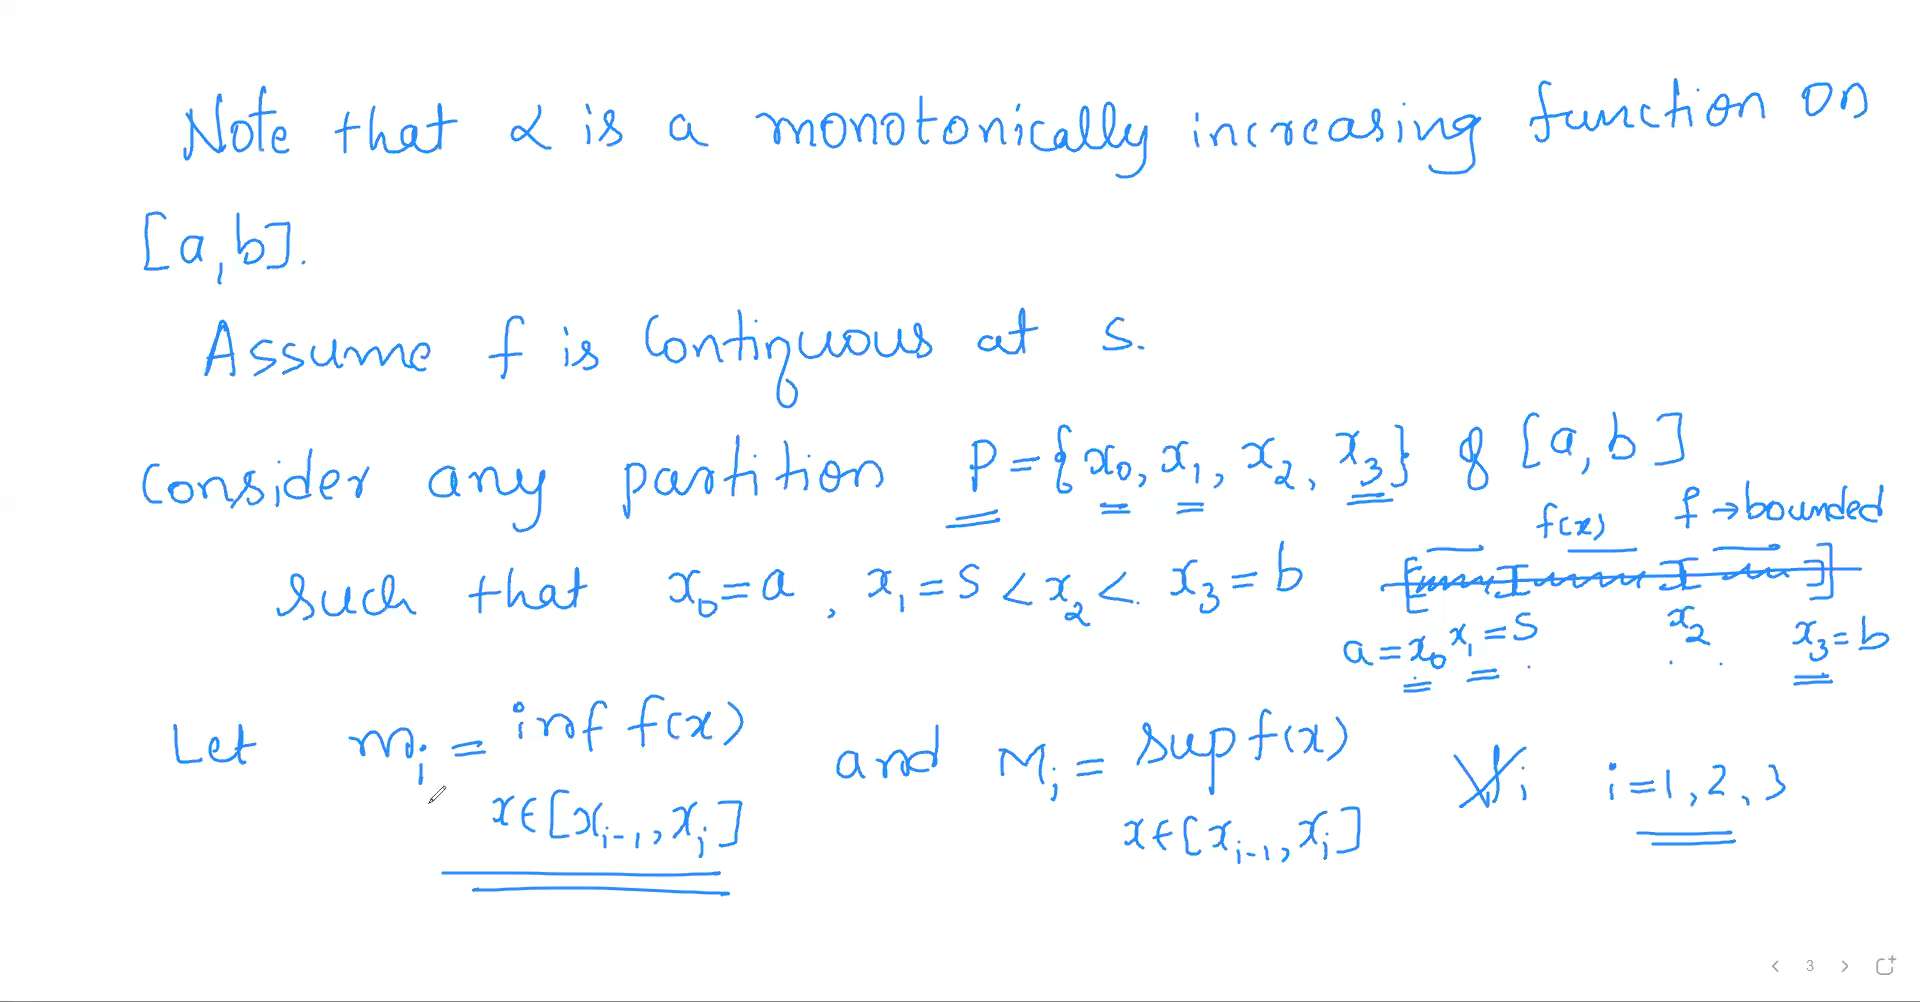 Note that α is a monotonically increasing function on
[a,b].
Assume f is continuous at s.
Consider any partition P={x₀, x₁, x₂, x₃} of [a,b]
f(x) f→bounded
such that x₀=a, x₁=s<x₂<x₃=b
a=x₀ x₁=s x₂ x₃=b
Let mᵢ = inf f(x) and Mᵢ = sup f(x) ∀i i=1,2,3
x∈[xᵢ₋₁,xᵢ] x∈[xᵢ₋₁,xᵢ]
3